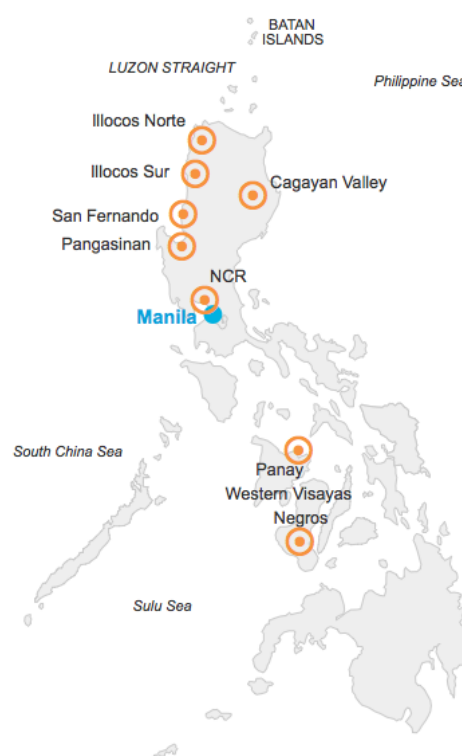 BATAN
ISLANDS
LUZON STRAIGHT
Philippine Sea
Illocos Norte
Illocos Sur
Cagayan Valley
San Fernando
Pangasinan
NCR
Manila
South China Sea
Panay
Western Visayas
Negros
Sulu Sea